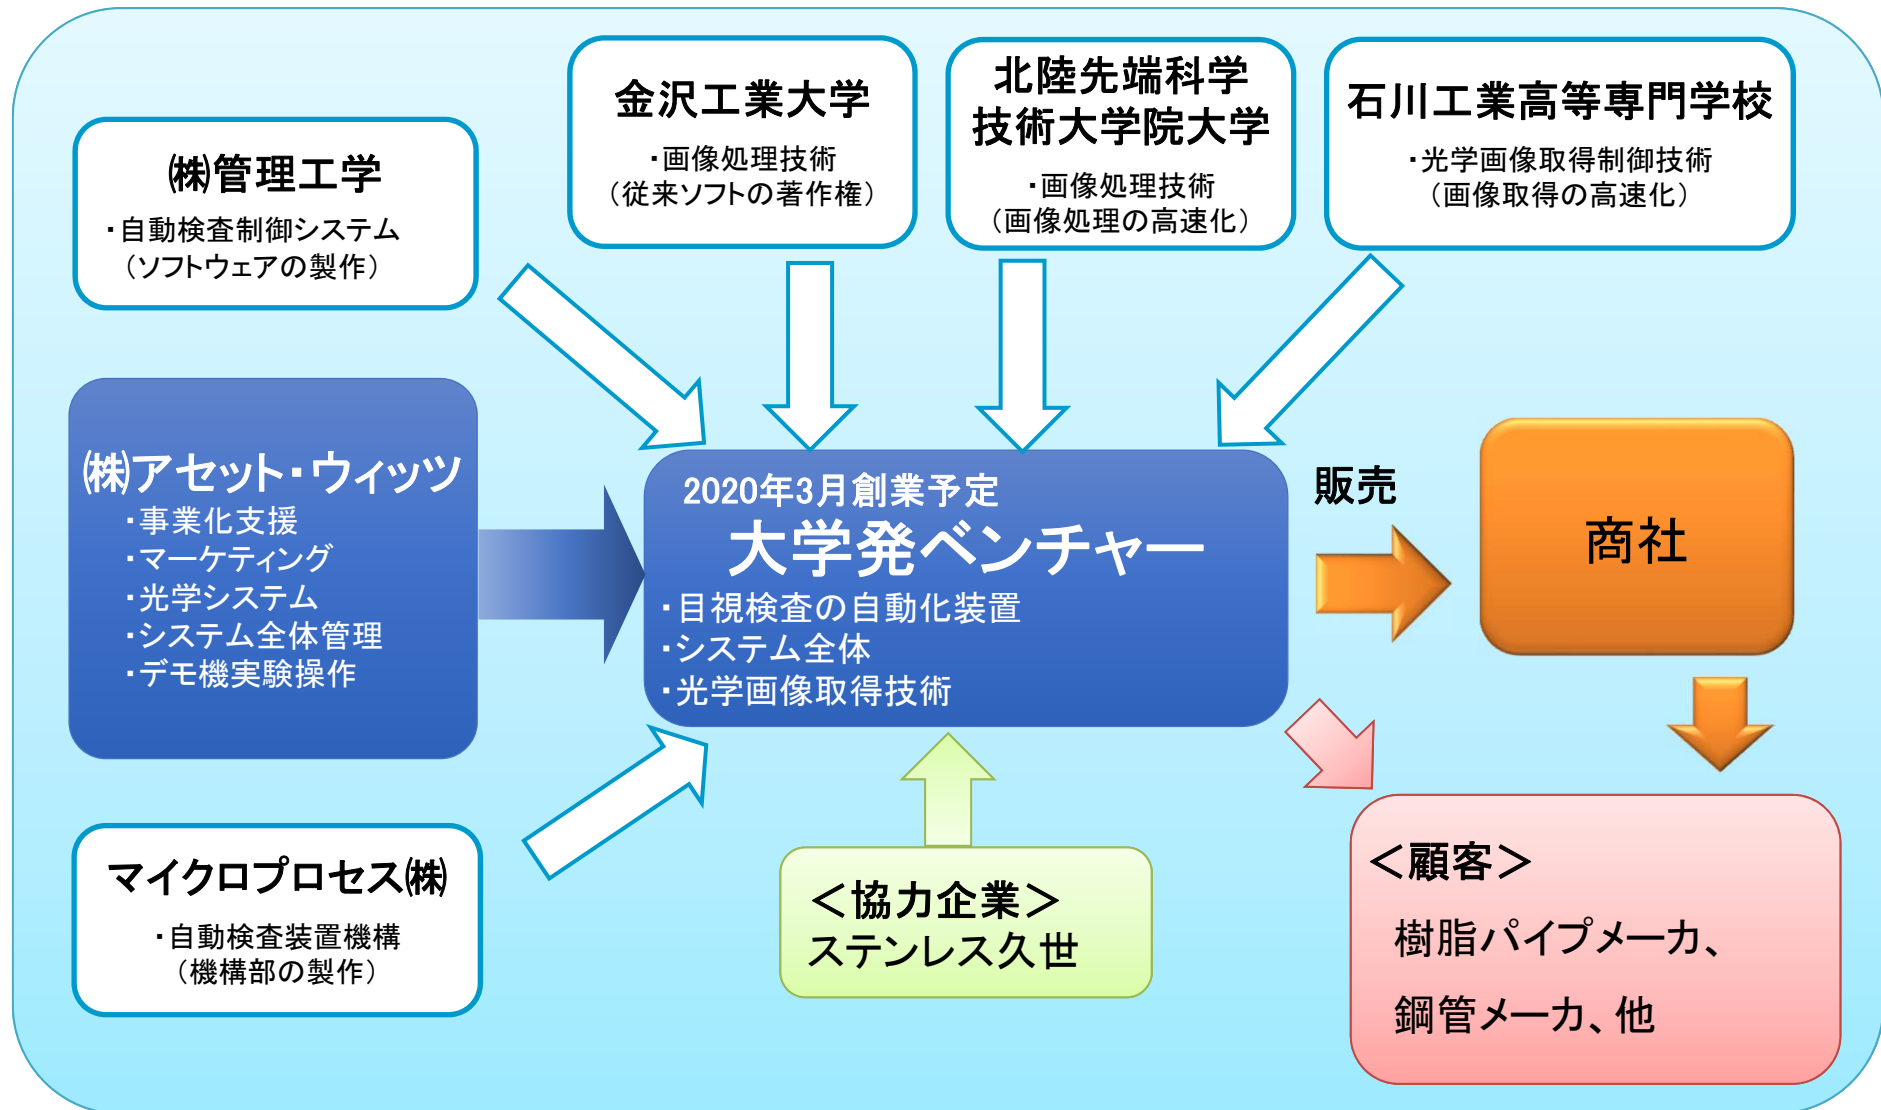 ㈱管理工学
・自動検査制御システム
（ソフトウェアの製作）
金沢工業大学
・画像処理技術
（従来ソフトの著作権）
北陸先端科学
技術大学院大学
・画像処理技術
（画像処理の高速化）
石川工業高等専門学校
・光学画像取得制御技術
（画像取得の高速化）
㈱アセット・ウィッツ
・事業化支援
・マーケティング
・光学システム
・システム全体管理
・デモ機実験操作
2020年3月創業予定
大学発ベンチャー
・目視検査の自動化装置
・システム全体
・光学画像取得技術
販売
商社
マイクロプロセス㈱
・自動検査装置機構
（機構部の製作）
＜協力企業＞
ステンレス久世
＜顧客＞
樹脂パイプメーカ、
鋼管メーカ、他